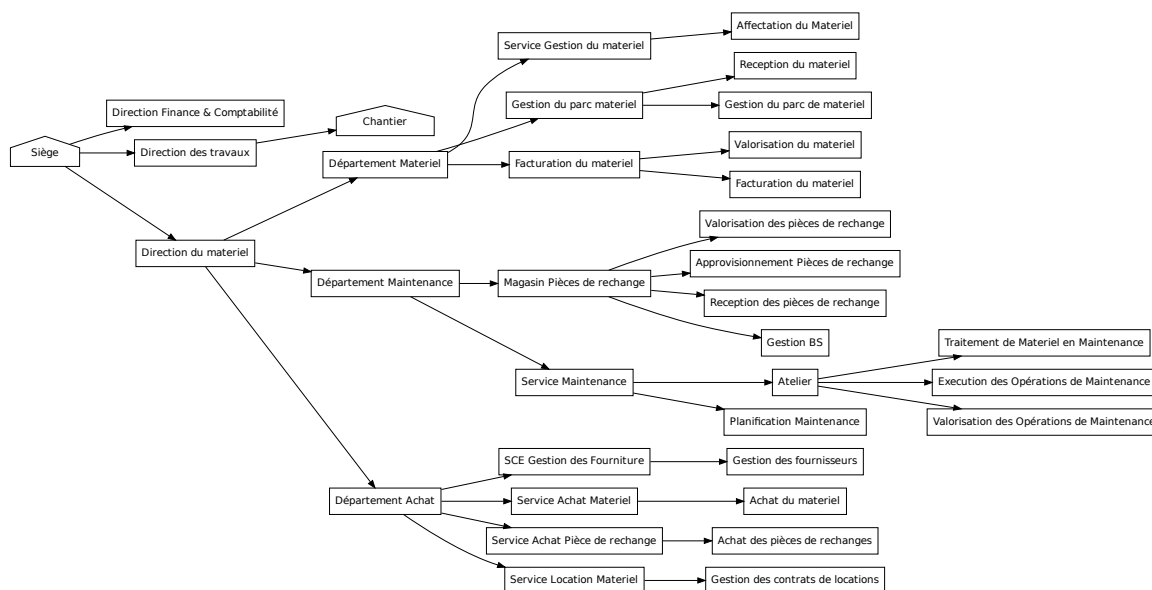 Siège
Direction Finance & Comptabilité
Direction des travaux
Chantier
Direction du materiel
Département Materiel
Service Gestion du materiel
Affectation du Materiel
Gestion du parc materiel
Reception du materiel
Gestion du parc de materiel
Facturation du materiel
Valorisation du materiel
Facturation du materiel
Département Maintenance
Magasin Pièces de rechange
Valorisation des pièces de rechange
Approvisionnement Pièces de rechange
Reception des pièces de rechange
Gestion BS
Service Maintenance
Atelier
Traitement de Materiel en Maintenance
Execution des Opérations de Maintenance
Valorisation des Opérations de Maintenance
Planification Maintenance
Département Achat
SCE Gestion des Fourniture
Gestion des fournisseurs
Service Achat Materiel
Achat du materiel
Service Achat Pièce de rechange
Achat des pièces de rechanges
Service Location Materiel
Gestion des contrats de locations